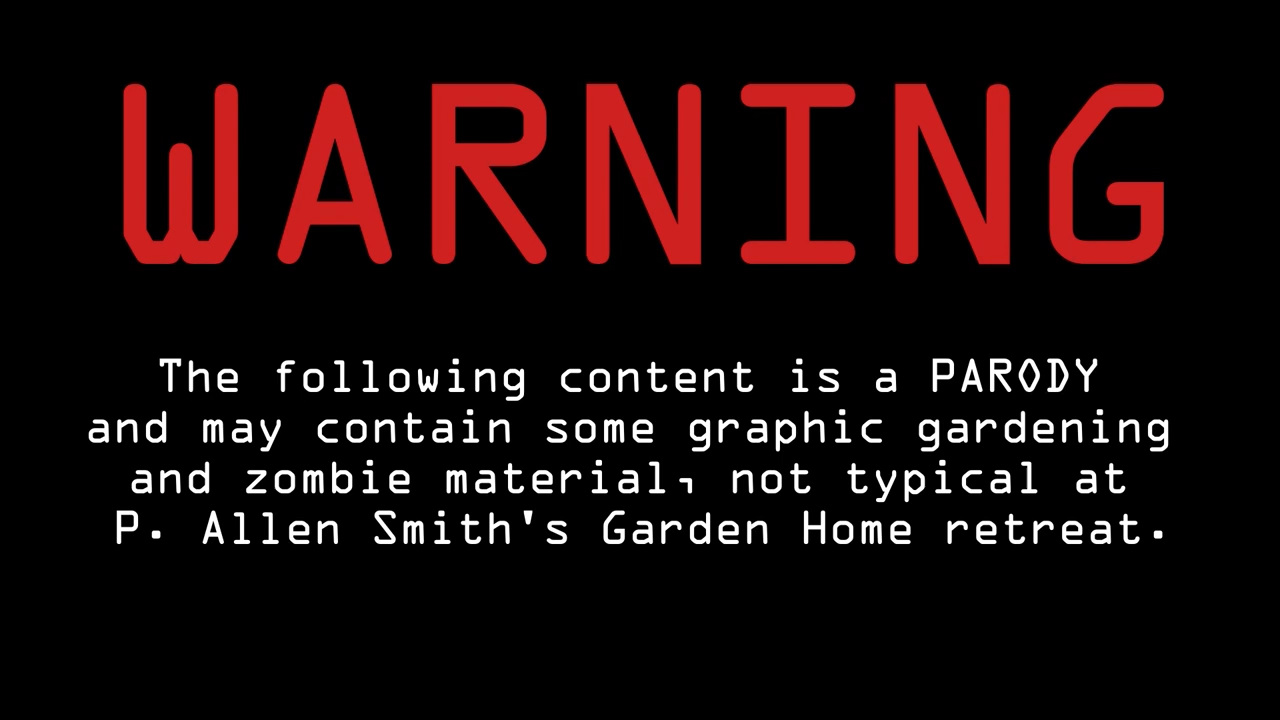 WARNING
The following content is a PARODY
and may contain some graphic gardening
and zombie material, not typical at
P. Allen Smith's Garden Home retreat.